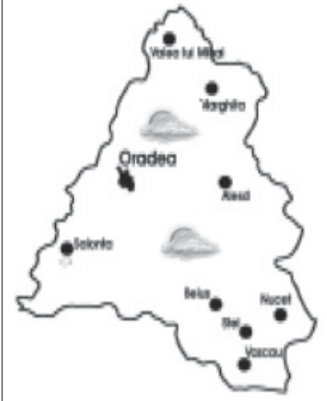 Valea lui Mihai
Marghita
Oradea
Alesd
Salonta
Beius
Nucet
Stei
Vascau